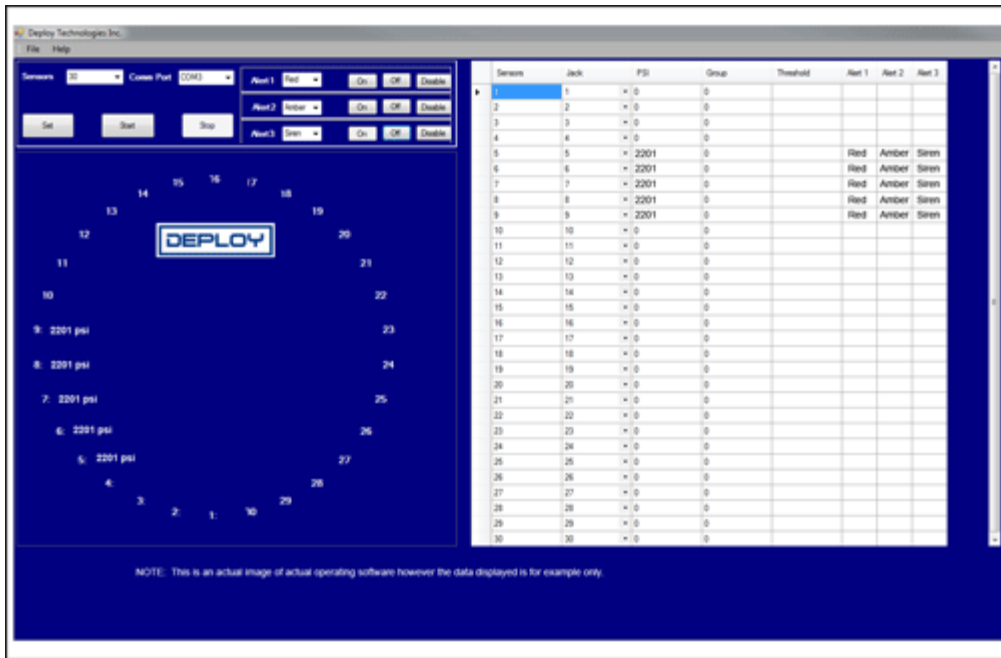 Deploy Technologies Inc.
File Help
Sensors 30 Comm Port COM3
Alert 1 Red On Off Disable
Alert 2 Amber On Off Disable
Alert 3 Siren On Off Disable
Set Start Stop
16
15 17
14 18
13 19
DEPLOY
12 20
11 21
10 22
9: 2201 psi 23
8: 2201 psi 24
7: 2201 psi 25
6: 2201 psi 26
5: 2201 psi 27
4: 28
3: 29
2: 1: 30
Sensors Jack PSI Group Threshold Alert 1 Alert 2 Alert 3
1 1 0 0
2 2 0 0
3 3 0 0
4 4 0 0
5 5 2201 0 Red Amber Siren
6 6 2201 0 Red Amber Siren
7 7 2201 0 Red Amber Siren
8 8 2201 0 Red Amber Siren
9 9 2201 0 Red Amber Siren
10 10 0 0
11 11 0 0
12 12 0 0
13 13 0 0
14 14 0 0
15 15 0 0
16 16 0 0
17 17 0 0
18 18 0 0
19 19 0 0
20 20 0 0
21 21 0 0
22 22 0 0
23 23 0 0
24 24 0 0
25 25 0 0
26 26 0 0
27 27 0 0
28 28 0 0
29 29 0 0
30 30 0 0
NOTE: This is an actual image of actual operating software however the data displayed is for example only.